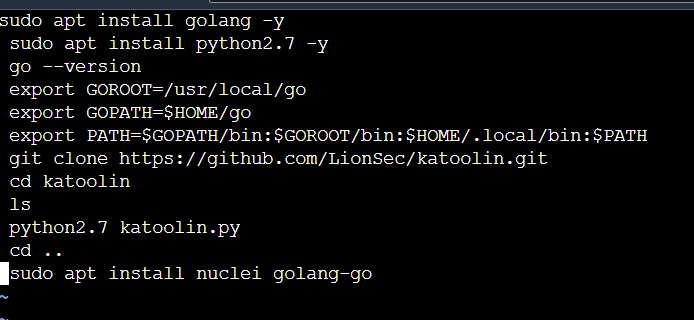 sudo apt install golang -y
sudo apt install python2.7 -y
go --version
export GOROOT=/usr/local/go
export GOPATH=$HOME/go
export PATH=$GOPATH/bin:$GOROOT/bin:$HOME/.local/bin:$PATH
git clone https://github.com/LionSec/katoolin.git
cd katoolin
ls
python2.7 katoolin.py
cd ..
sudo apt install nuclei golang-go
~
~